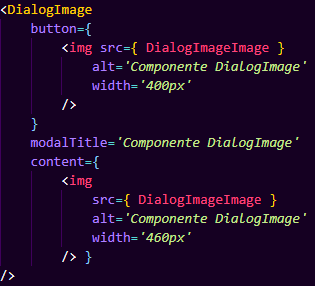 <DialogImage
button={
<img src={ DialogImageImage }
alt='Componente DialogImage'
width='400px'
/>
}
modalTitle='Componente DialogImage'
content={
<img
src={ DialogImageImage }
alt='Componente DialogImage'
width='460px'
/> }
/>